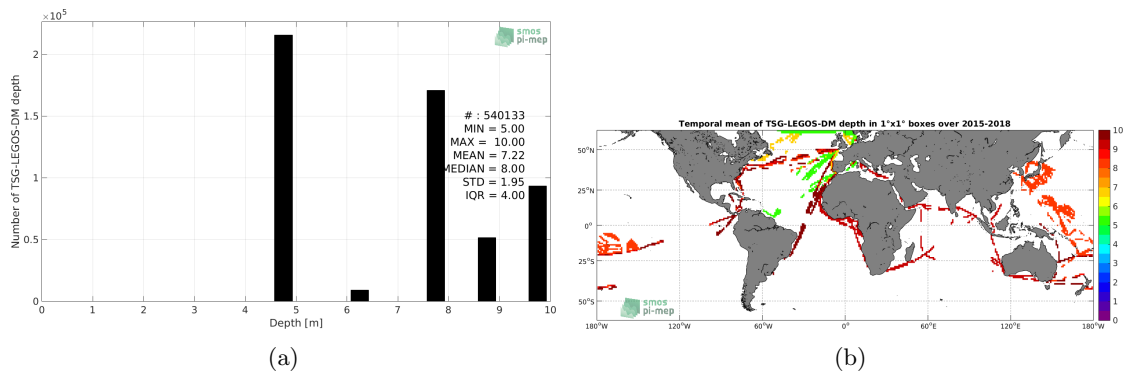 ×10⁵
2
1.5
1
0.5
0
Number of TSG-LEGOS-DM depth
smos
pi-mep
# : 540133
MIN = 5.00
MAX = 10.00
MEAN = 7.22
MEDIAN = 8.00
STD = 1.95
IQR = 4.00
0 1 2 3 4 5 6 7 8 9 10
Depth [m]
(a)
Temporal mean of TSG-LEGOS-DM depth in 1°x1° boxes over 2015-2018
50°N
25°N
0°
25°S
50°S
smos
pi-mep
180°W 120°W 60°W 0° 60°E 120°E 180°W
10
9
8
7
6
5
4
3
2
1
0
(b)